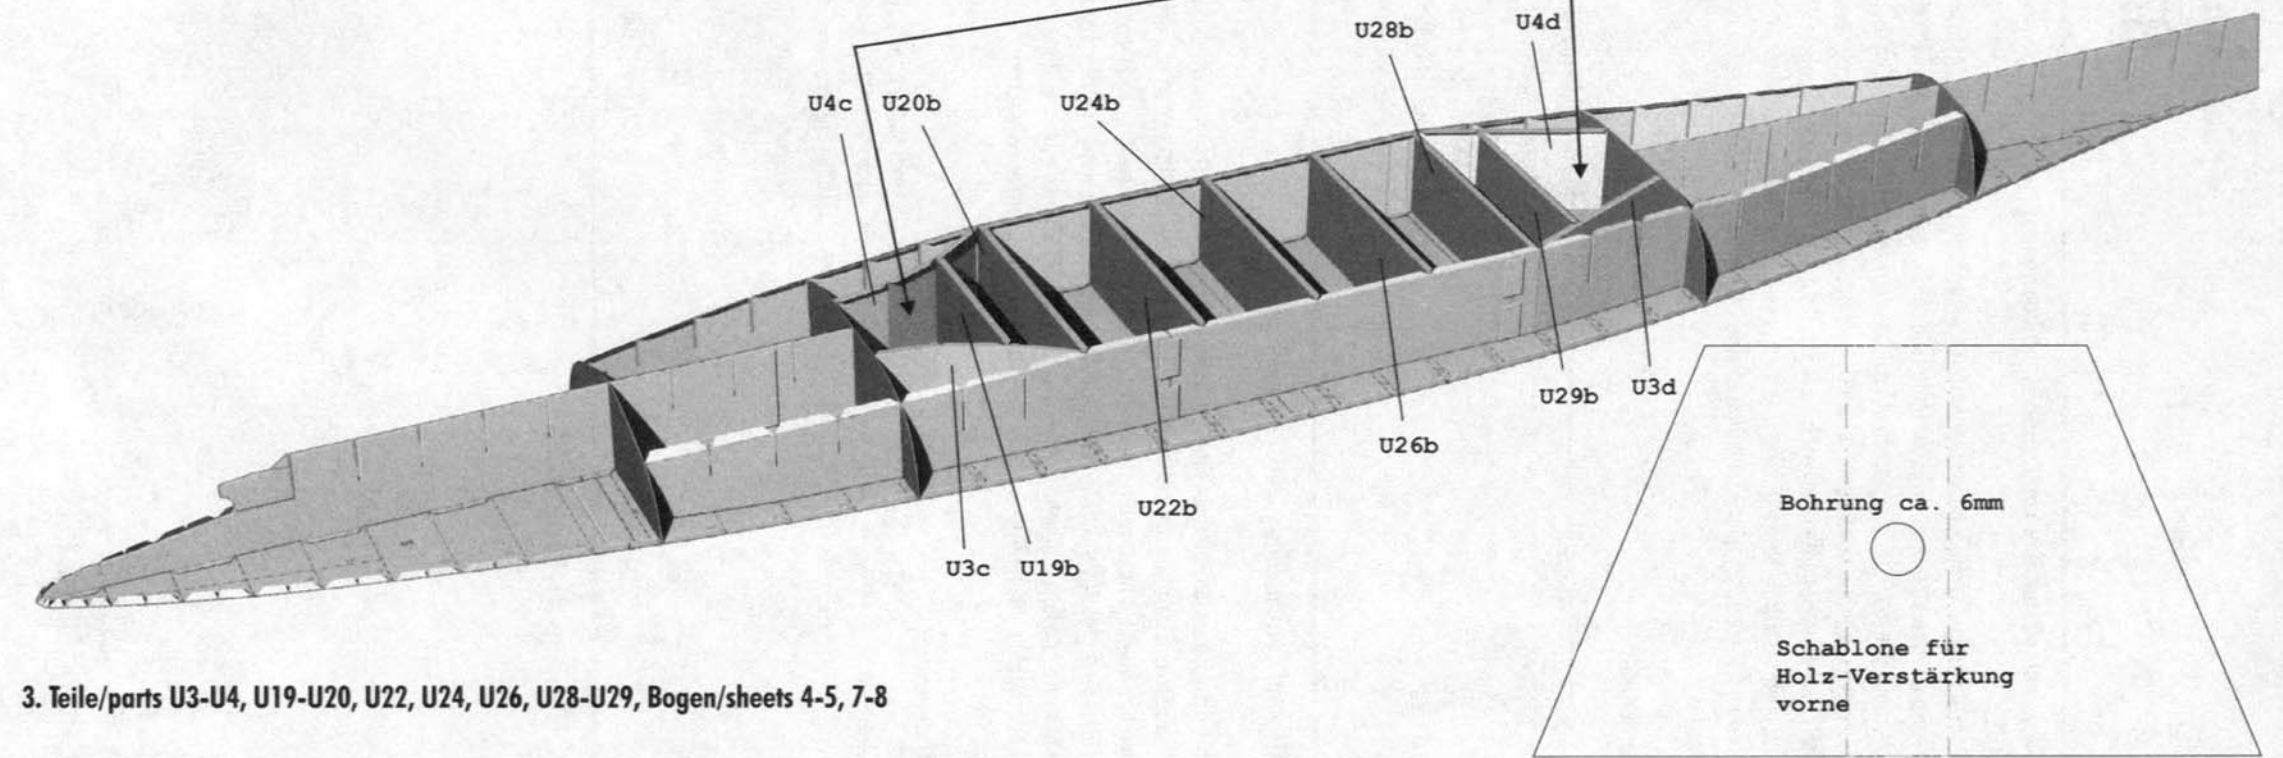 U28b
U4d
U4c
U20b
U24b
U29b
U3d
U26b
U22b
U3c
U19b
Bohrung ca. 6mm
Schablone für
Holz-Verstärkung
vorne
3. Teile/parts U3-U4, U19-U20, U22, U24, U26, U28-U29, Bogen/sheets 4-5, 7-8